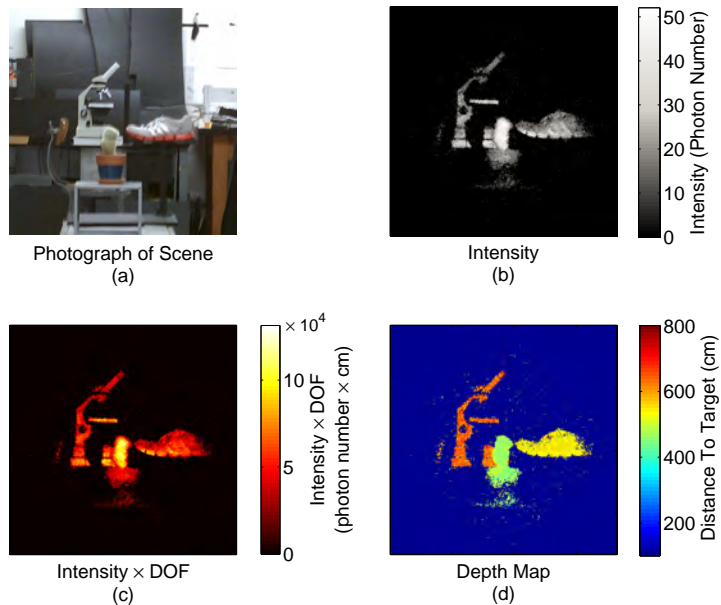 Photograph of Scene
(a)
0
10
20
30
40
50
Intensity (Photon Number)
Intensity
(b)
× 10⁴
10
5
0
Intensity × DOF
(photon number × cm)
Intensity × DOF
(c)
800
600
400
200
Distance To Target (cm)
Depth Map
(d)